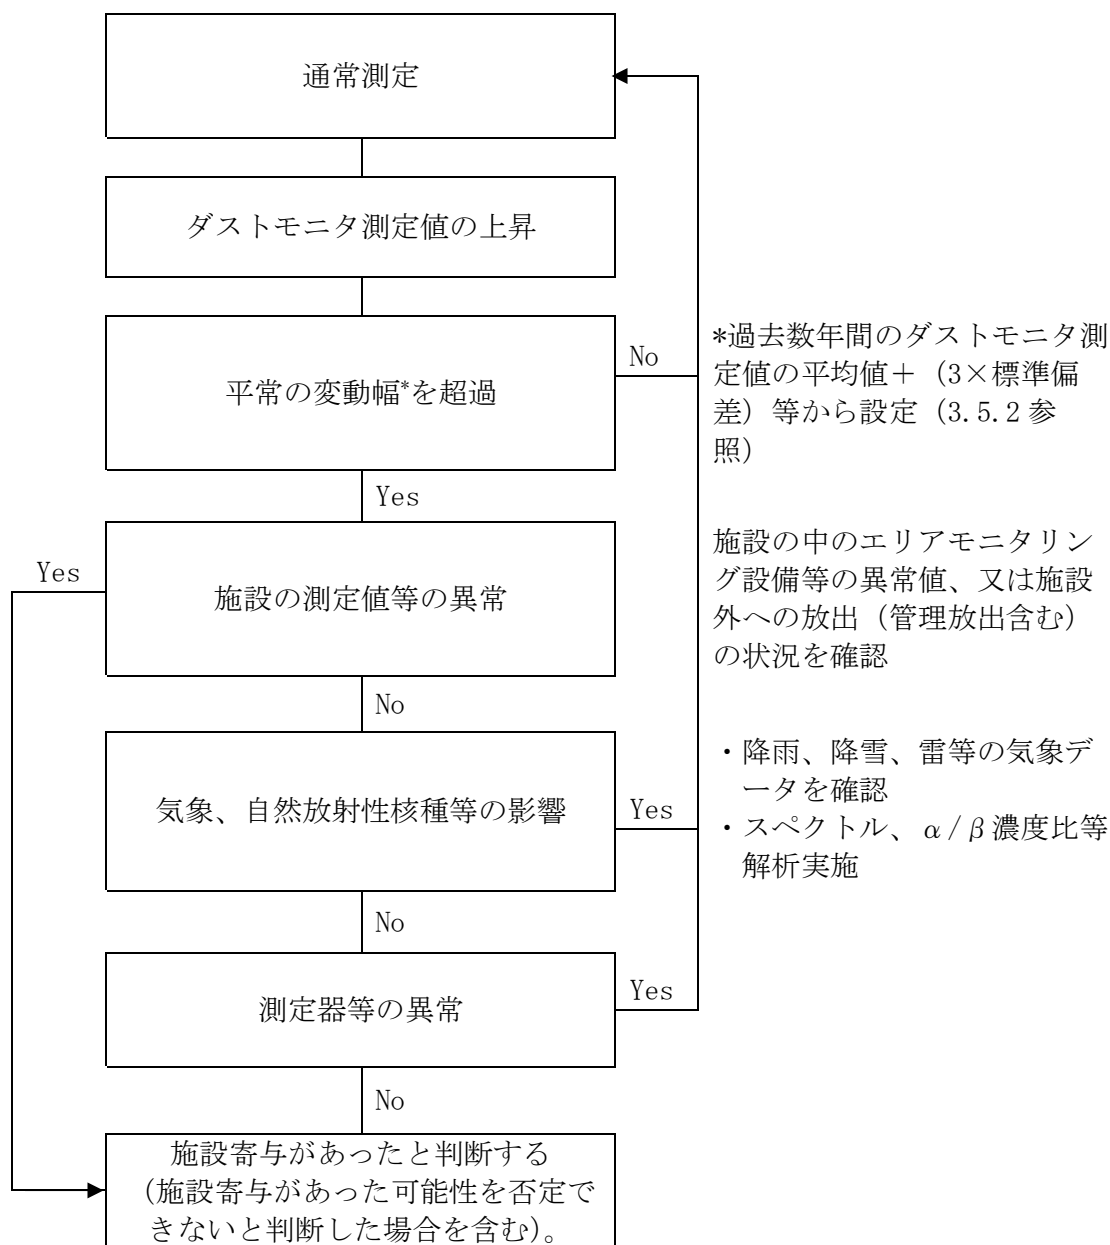 通常測定
ダストモニタ測定値の上昇
平常の変動幅*を超過
No
*過去数年間のダストモニタ測
定値の平均値＋（3×標準偏
差）等から設定（3.5.2 参
照）
Yes
施設の測定値等の異常
Yes
施設の中のエリアモニタリン
グ設備等の異常値、又は施設
外への放出（管理放出含む）
の状況を確認
No
気象、自然放射性核種等の影響
Yes
・降雨、降雪、雷等の気象デ
ータを確認
・スペクトル、α/β濃度比等
解析実施
No
測定器等の異常
Yes
No
施設寄与があったと判断する
（施設寄与があった可能性を否定で
きないと判断した場合を含む）。